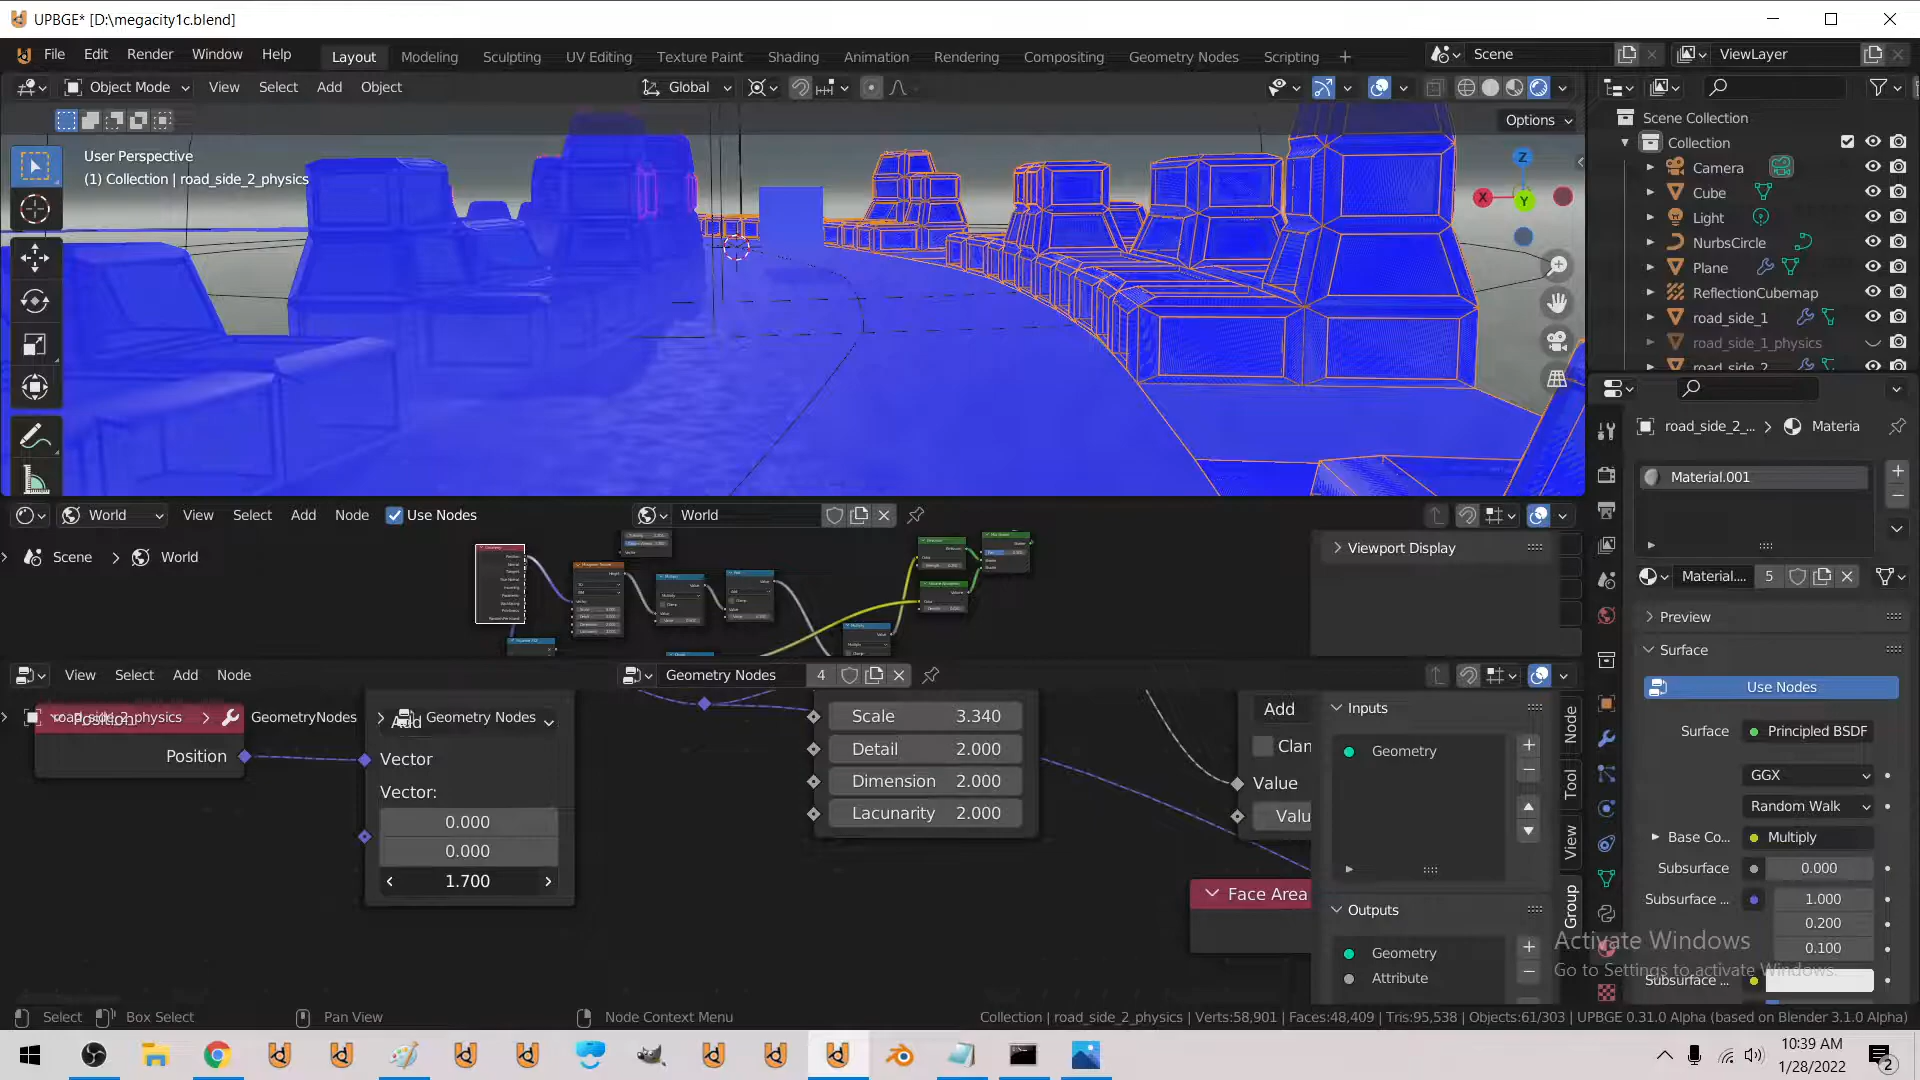 UPBGE* [D:\megacity1c.blend]
File Edit Render Window Help
Layout Modeling Sculpting UV Editing Texture Paint Shading Animation Rendering Compositing Geometry Nodes Scripting +
Scene
ViewLayer
Object Mode View Select Add Object
Global
Options
User Perspective
(1) Collection | road_side_2_physics
Z
X
Y
Scene Collection
Collection
Camera
Cube
Light
NurbsCircle
Plane
ReflectionCubemap
road_side_1
road_side_1_physics
road_side_2
road_side_2_... > Materia
Material.001
Material.... 5
Preview
Surface
Use Nodes
Surface Principled BSDF
GGX
Random Walk
Base Co... Multiply
Subsurface 0.000
Subsurface ... 1.000
0.200
0.100
Subsurface ...
World View Select Add Node Use Nodes World
Scene > World
Viewport Display
View Select Add Node Geometry Nodes 4
road_side_2_physics > GeometryNodes > Geometry Nodes
Position
Position
Add
Vector
Vector:
0.000
0.000
1.700
Scale 3.340
Detail 2.000
Dimension 2.000
Lacunarity 2.000
Add
Clam
Value
Valu
Face Area
Inputs
Geometry
Outputs
Geometry
Attribute
Node
Tool
View
Group
Activate Windows
Go to Settings to activate Windows.
Select Box Select Pan View Node Context Menu
Collection | road_side_2_physics | Verts:58,901 | Faces:48,409 | Tris:95,538 | Objects:61/303 | UPBGE 0.31.0 Alpha (based on Blender 3.1.0 Alpha)
10:39 AM
1/28/2022
2